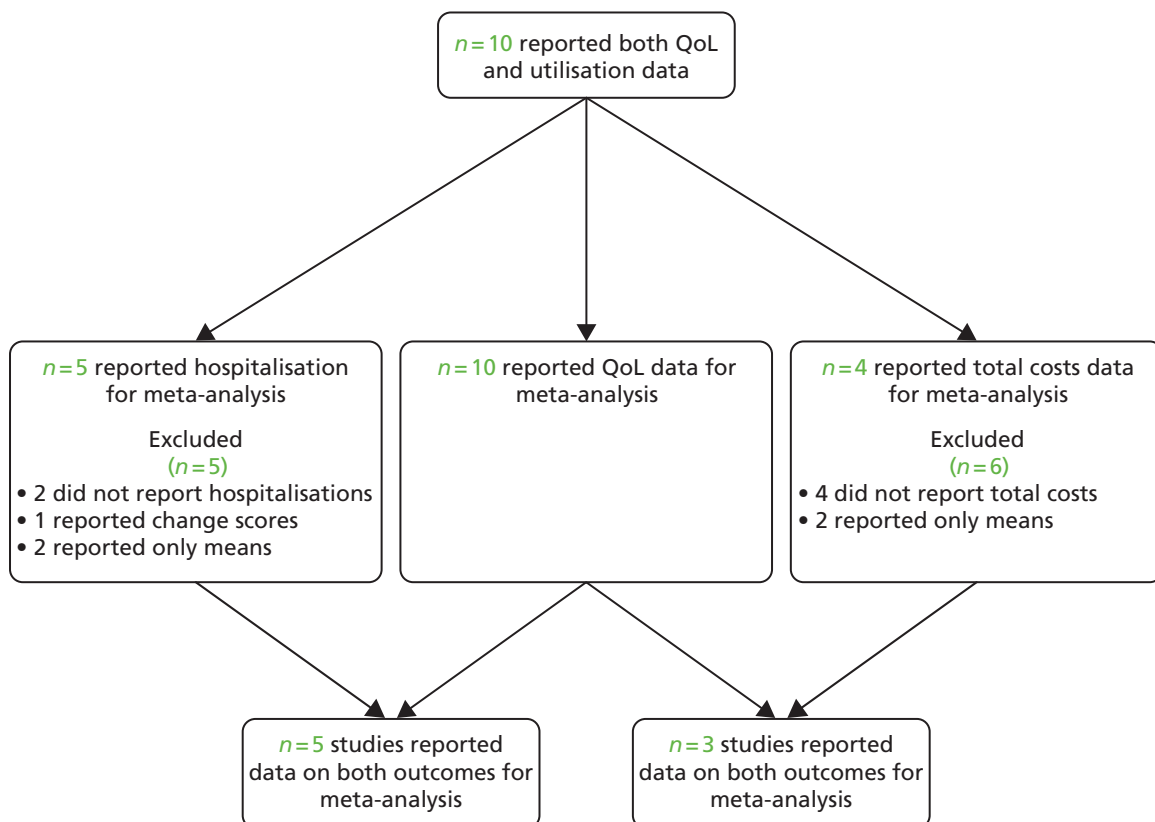 n=10 reported both QoL
and utilisation data
n=5 reported hospitalisation
for meta-analysis
Excluded
(n=5)
• 2 did not report hospitalisations
• 1 reported change scores
• 2 reported only means
n=10 reported QoL data for
meta-analysis
n=4 reported total costs data
for meta-analysis
Excluded
(n=6)
• 4 did not report total costs
• 2 reported only means
n=5 studies reported
data on both outcomes for
meta-analysis
n=3 studies reported
data on both outcomes for
meta-analysis